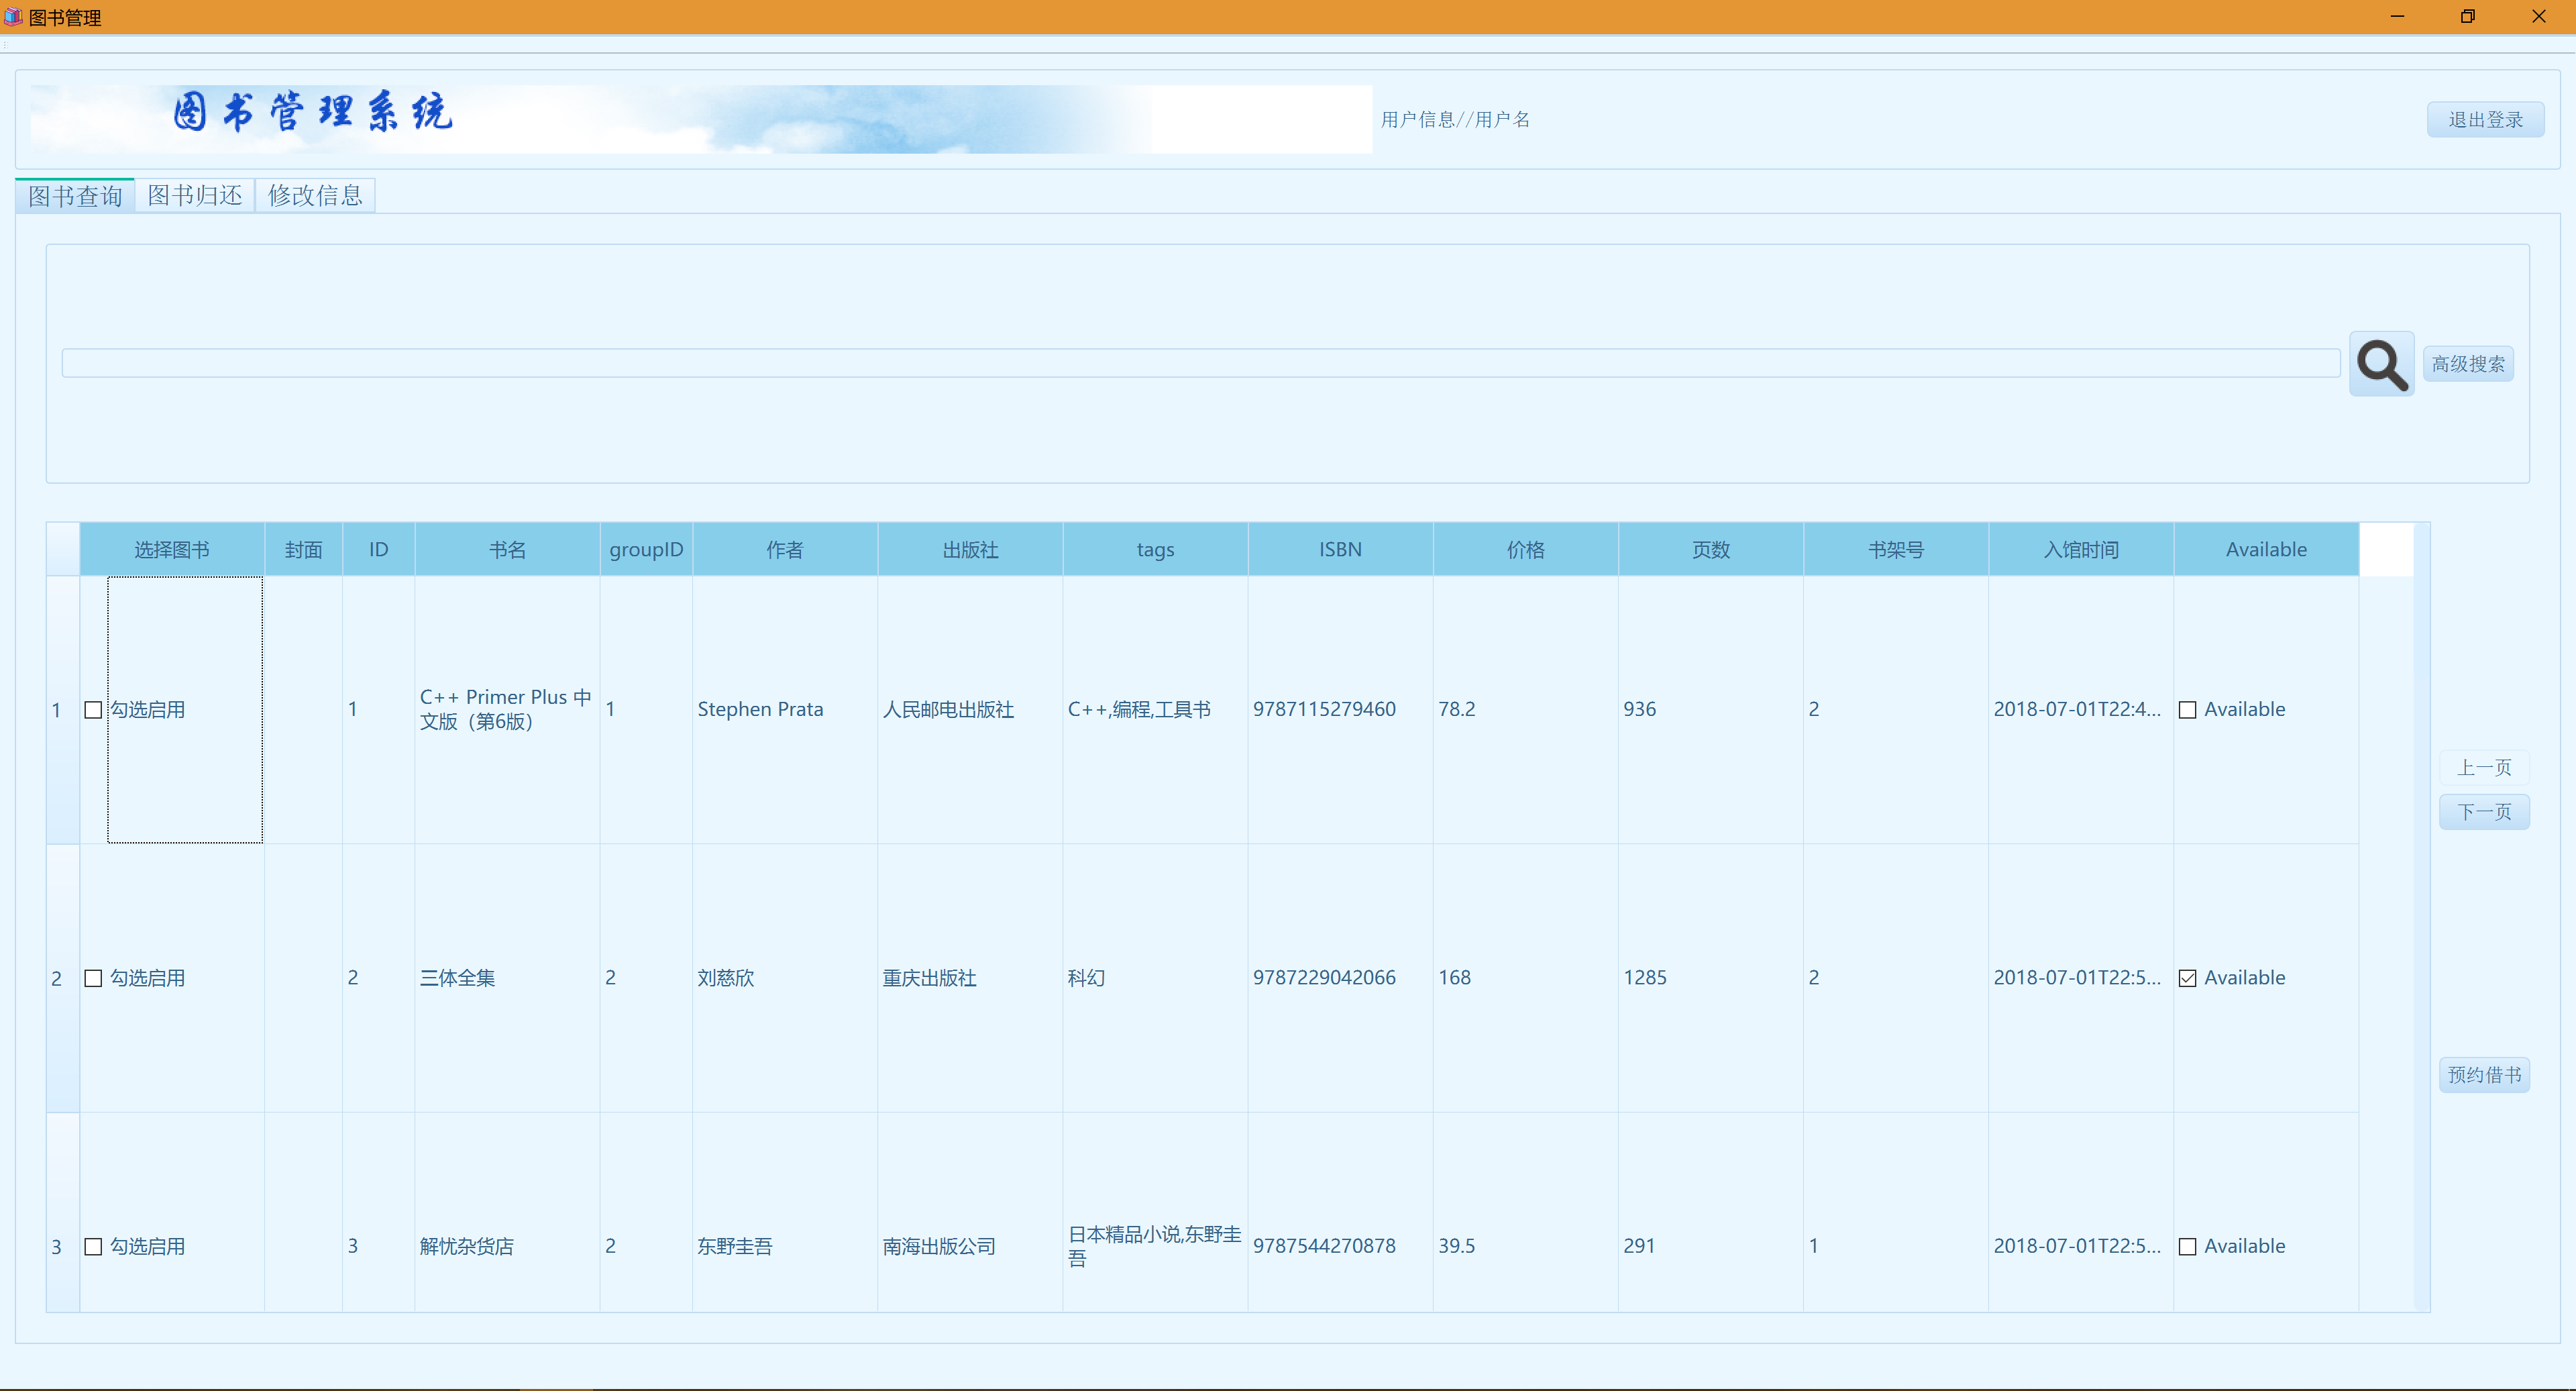 图书管理
图书管理系统
用户信息//用户名
退出登录
图书查询 图书归还 修改信息
高级搜索
选择图书 封面 ID 书名 groupID 作者 出版社 tags ISBN 价格 页数 书架号 入馆时间 Available
1 勾选启用 1 C++ Primer Plus 中
文版（第6版） 1 Stephen Prata 人民邮电出版社 C++,编程,工具书 9787115279460 78.2 936 2 2018-07-01T22:4... Available
上一页
下一页
2 勾选启用 2 三体全集 2 刘慈欣 重庆出版社 科幻 9787229042066 168 1285 2 2018-07-01T22:5... Available
预约借书
3 勾选启用 3 解忧杂货店 2 东野圭吾 南海出版公司 日本精品小说,东野圭
吾 9787544270878 39.5 291 1 2018-07-01T22:5... Available